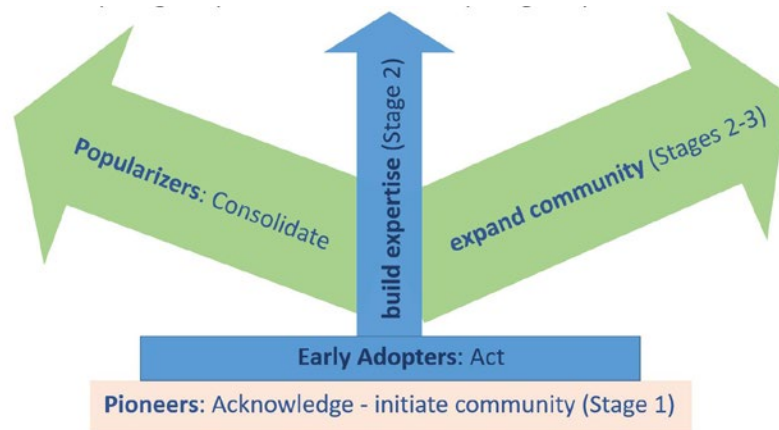 Popularizers: Consolidate
build expertise (Stage 2)
expand community (Stages 2-3)
Early Adopters: Act
Pioneers: Acknowledge - initiate community (Stage 1)